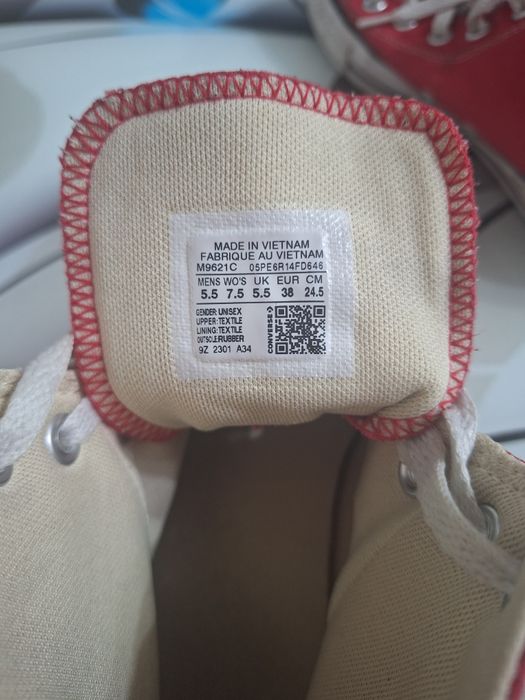 MADE IN VIETNAM
FABRIQUE AU VIETNAM
M9621C 05PE6R14FD646
MENS WO'S UK EUR CM
5.5 7.5 5.5 38 24.5
GENDER: UNISEX
UPPER: TEXTILE
LINING: TEXTILE
OUTSOLE:RUBBER
9Z 2301 A34
CONVERSE